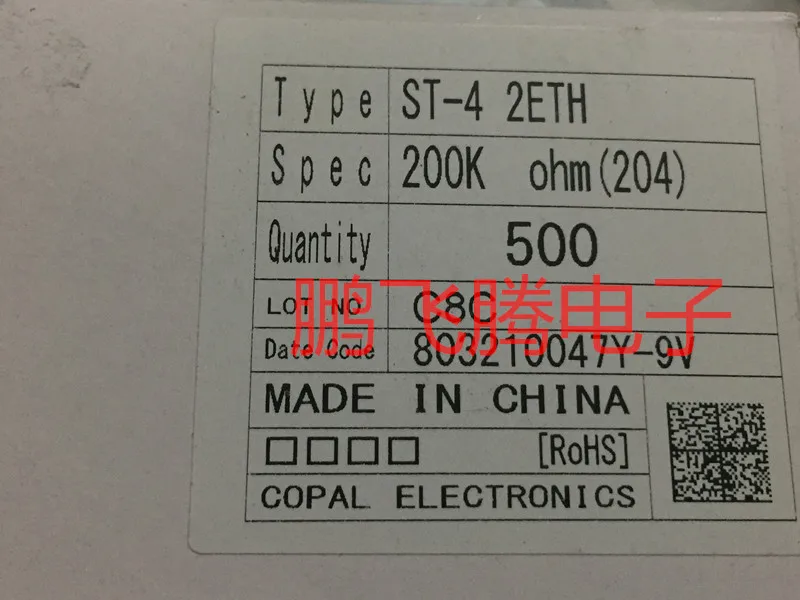 Type ST-4 2ETH
Spec 200K ohm(204)
Quantity 500
LOT NO C8C
鹏飞腾电子
Date Code 803210047Y-9V
MADE IN CHINA
□□□□ [RoHS]
COPAL ELECTRONICS